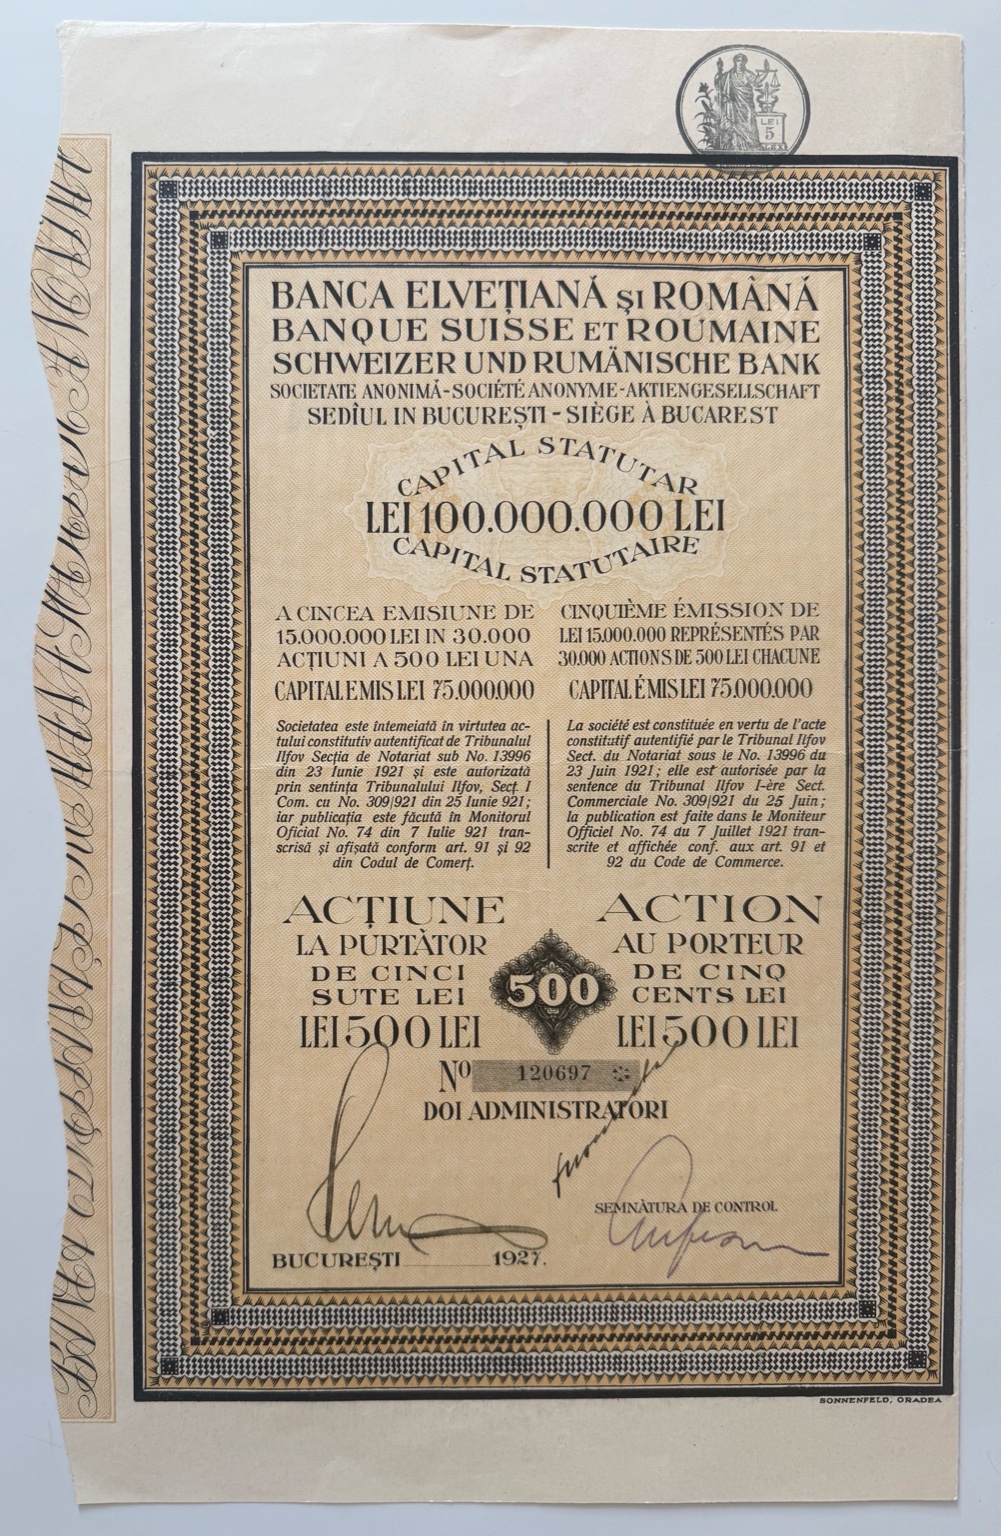 LEI
5
BANCA ELVEȚIANĂ ȘI ROMÂNĂ
BANQUE SUISSE ET ROUMAINE
SCHWEIZER UND RUMÄNISCHE BANK
SOCIETATE ANONIMĂ - SOCIÉTÉ ANONYME - AKTIENGESELLSCHAFT
SEDIUL IN BUCUREȘTI - SIÈGE À BUCAREST
CAPITAL STATUTAR
LEI 100.000.000 LEI
CAPITAL STATUTAIRE
A CINCEA EMISIUNE DE
15.000.000 LEI IN 30.000
ACȚIUNI A 500 LEI UNA
CAPITAL EMIS LEI 75.000.000
CINQUIÈME ÉMISSION DE
LEI 15.000.000 REPRÉSENTÉS PAR
30.000 ACTIONS DE 500 LEI CHACUNE
CAPITAL ÉMIS LEI 75.000.000
Societatea este întemeiată în virtutea ac-
tului constitutiv autentificat de Tribunalul
Ilfov Secția de Notariat sub No. 13996
din 23 Iunie 1921 și este autorizată
prin sentința Tribunalului Ilfov, Secț. I
Com. cu No. 309/921 din 25 Iunie 921;
iar publicația este făcută în Monitorul
Oficial No. 74 din 7 Iulie 921 tran-
scrisă și afișată conform art. 91 și 92
din Codul de Comerț.
La société est constituée en vertu de l'acte
constitutif autentifié par le Tribunal Ilfov
Sect. du Notariat sous le No. 13996 du
23 Juin 1921; elle est autorisée par la
sentence du Tribunal Ilfov I-ère Sect.
Commerciale No. 309/921 du 25 Juin;
la publication est faite dans le Moniteur
Officiel No. 74 du 7 Juillet 1921 tran-
scrite et affichée conf. aux art. 91 et
92 du Code de Commerce.
ACȚIUNE
LA PURTĂTOR
DE CINCI
SUTE LEI
LEI 500 LEI
500
ACTION
AU PORTEUR
DE CINQ
CENTS LEI
LEI 500 LEI
No 120697
DOI ADMINISTRATORI
SEMNĂTURA DE CONTROL
BUCUREȘTI 1927.
SONNENFELD, ORADEA